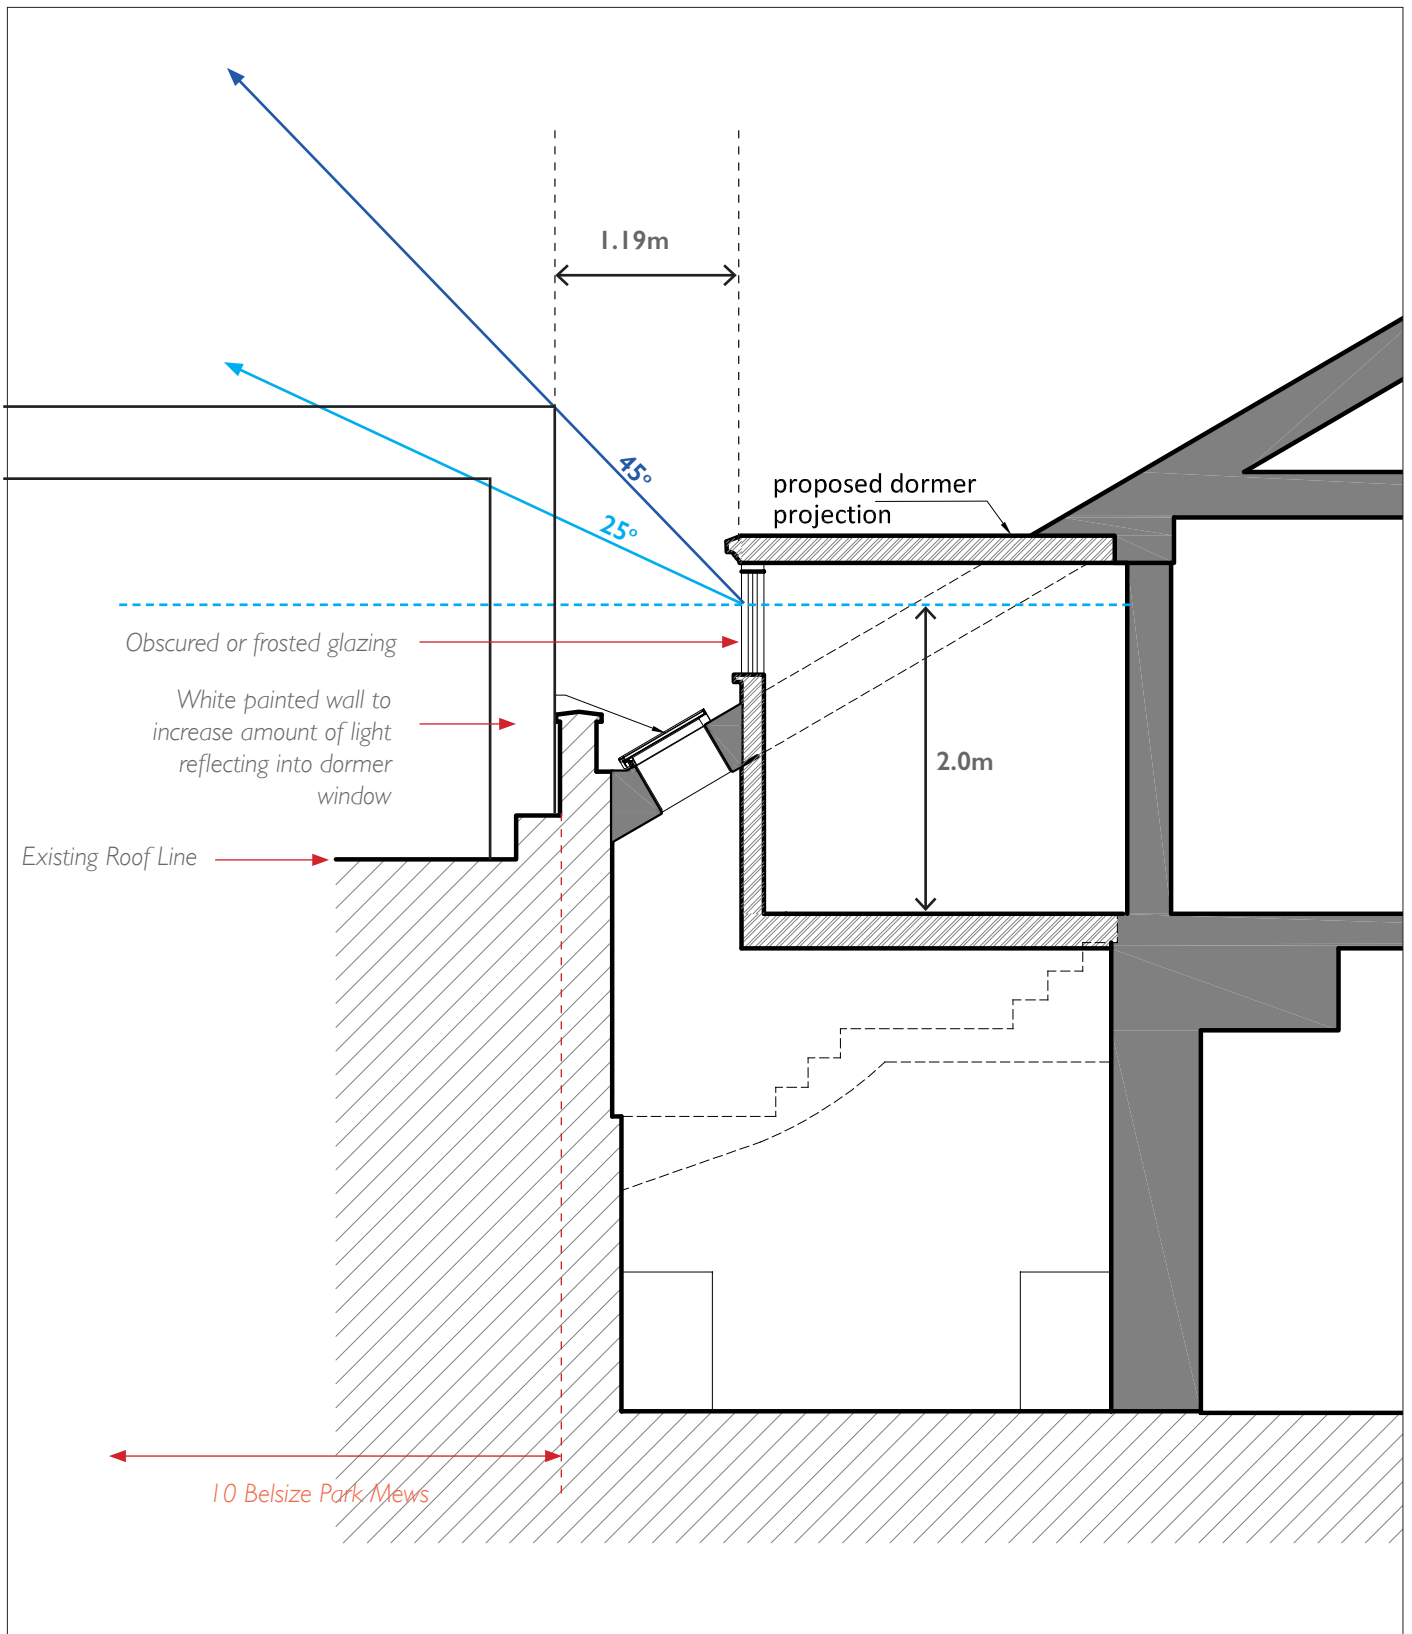 1.19m
45°
25°
proposed dormer
projection
Obscured or frosted glazing
White painted wall to
increase amount of light
reflecting into dormer
window
2.0m
Existing Roof Line
10 Belsize Park Mews